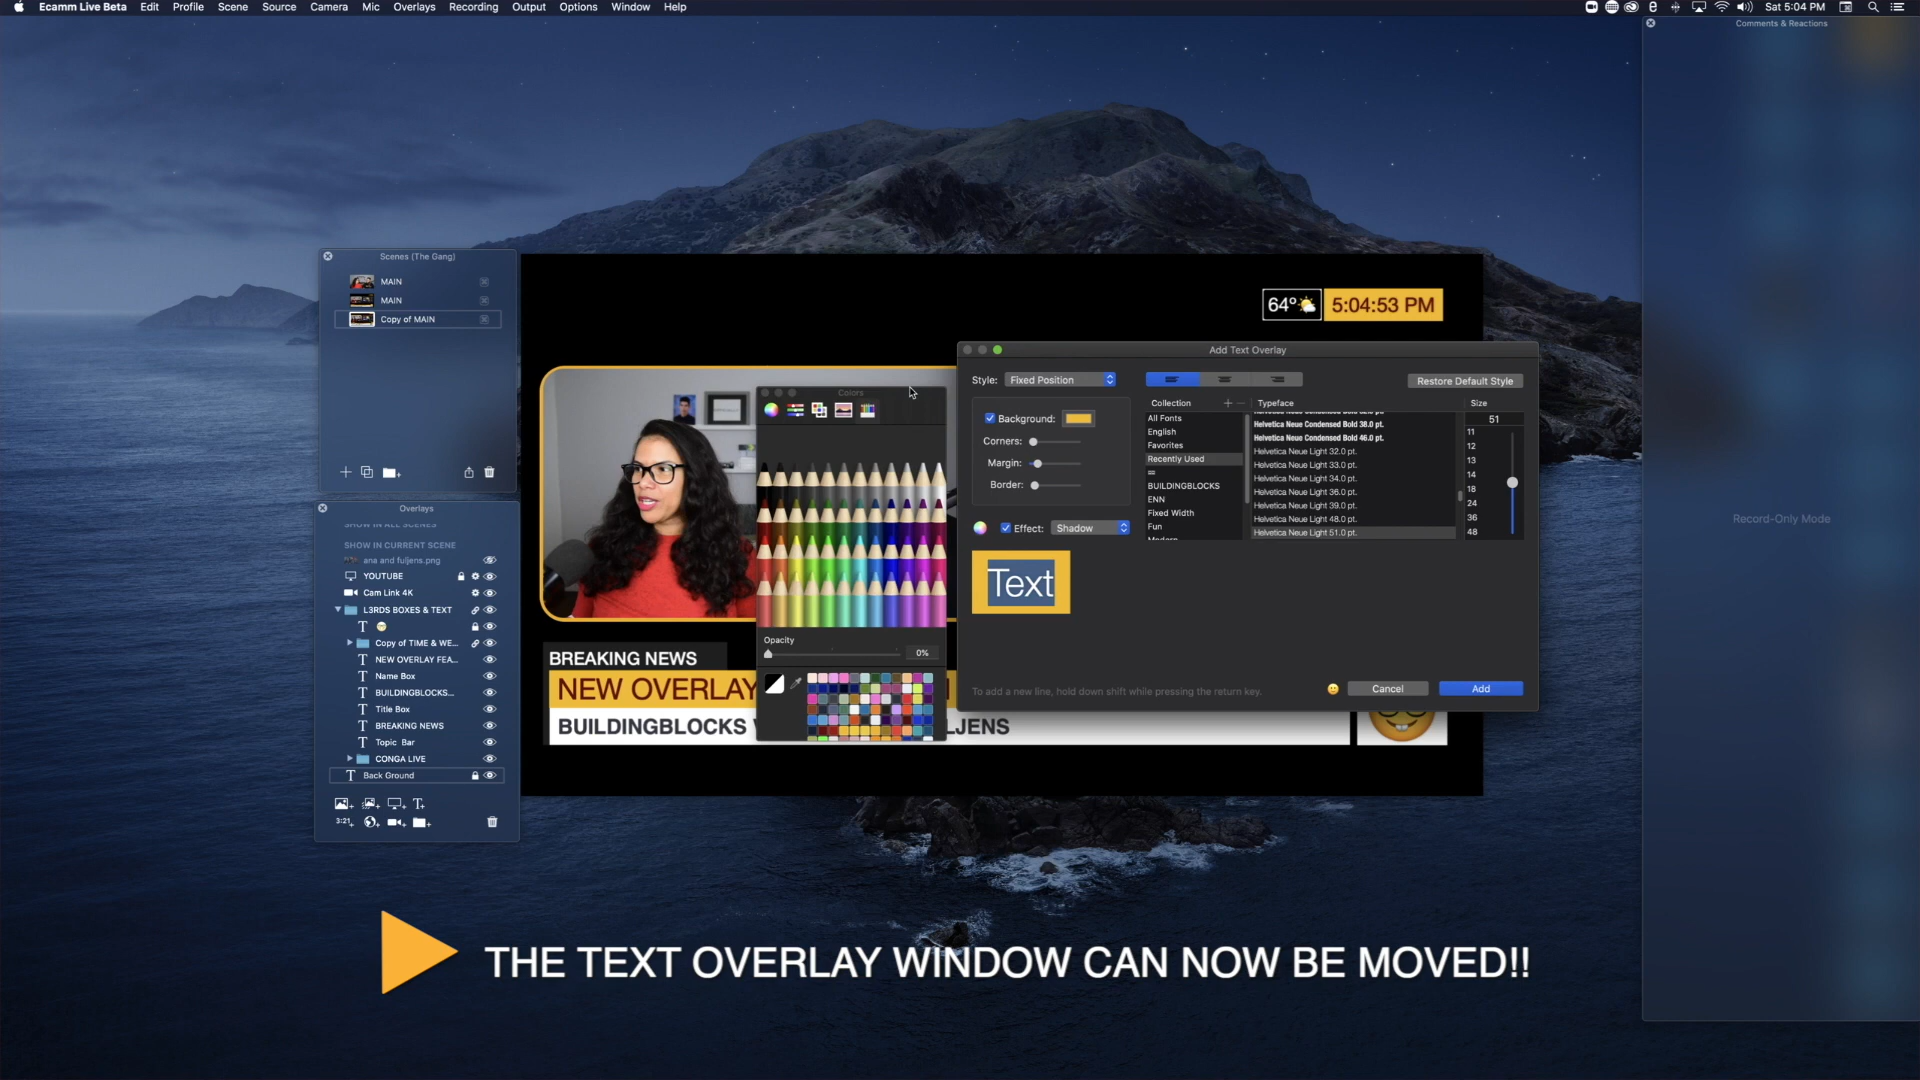 Ecamm Live Beta Edit Profile Scene Source Camera Mic Overlays Recording Output Options Window Help
Sat 5:04 PM
Comments & Reactions
Scenes (The Gang)
MAIN
MAIN
Copy of MAIN
64°
5:04:53 PM
Add Text Overlay
Style: Fixed Position
Restore Default Style
Background:
Corners:
Margin:
Border:
Effect: Shadow
Collection
All Fonts
English
Favorites
Recently Used
=
BUILDINGBLOCKS
ENN
Fixed Width
Fun
Modern
Typeface
Helvetica Neue Condensed Bold 38.0 pt.
Helvetica Neue Condensed Bold 46.0 pt.
Helvetica Neue Light 32.0 pt.
Helvetica Neue Light 33.0 pt.
Helvetica Neue Light 34.0 pt.
Helvetica Neue Light 36.0 pt.
Helvetica Neue Light 39.0 pt.
Helvetica Neue Light 48.0 pt.
Helvetica Neue Light 51.0 pt.
Size
51
11
12
13
14
18
24
36
48
Text
To add a new line, hold down shift while pressing the return key.
Cancel
Add
Colors
Opacity
0%
Overlays
SHOW IN ALL SCENES
SHOW IN CURRENT SCENE
ana and fuljens.png
YOUTUBE
Cam Link 4K
L3RDS BOXES & TEXT
Copy of TIME & WE...
NEW OVERLAY FEA...
Name Box
BUILDINGBLOCKS...
Title Box
BREAKING NEWS
Topic Bar
CONGA LIVE
Back Ground
3:21
BREAKING NEWS
NEW OVERLAY
BUILDINGBLOCKS
LJENS
Record-Only Mode
THE TEXT OVERLAY WINDOW CAN NOW BE MOVED!!